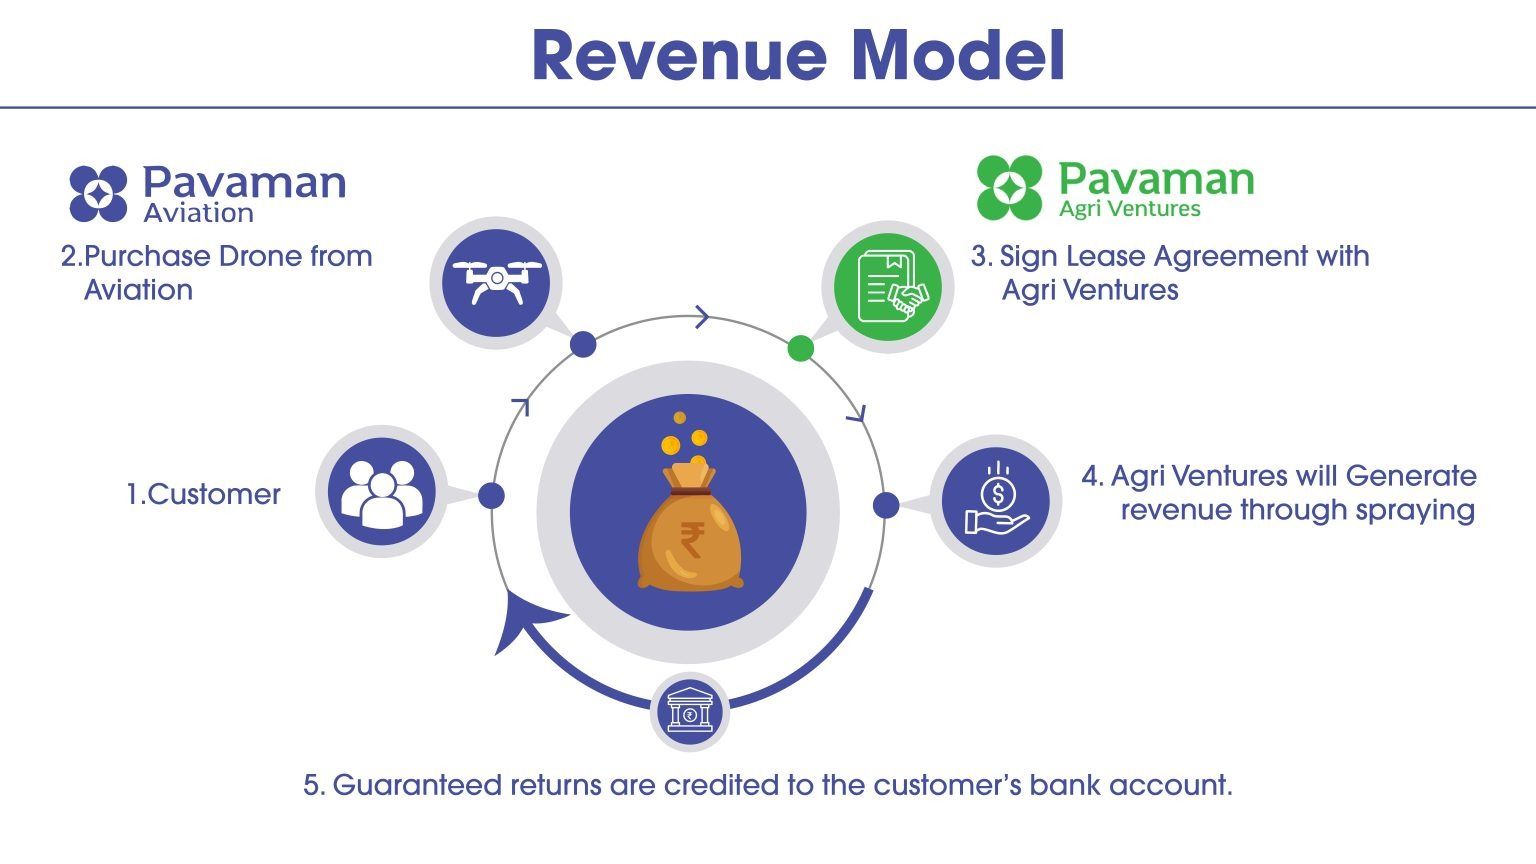 Revenue Model
Pavaman
Aviation
2.Purchase Drone from
Aviation
Pavaman
Agri Ventures
3. Sign Lease Agreement with
Agri Ventures
1.Customer
₹
$
4. Agri Ventures will Generate
revenue through spraying
₹
5. Guaranteed returns are credited to the customer’s bank account.